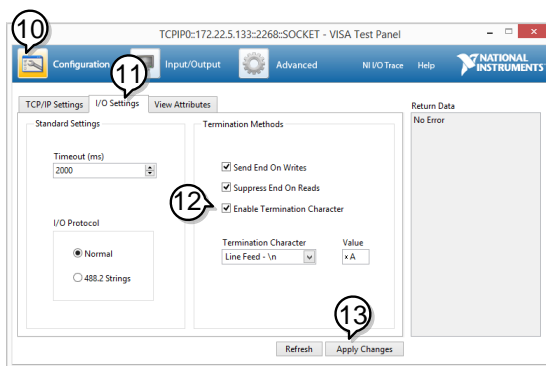 10
TCPIP0::172.22.5.133::2268::SOCKET - VISA Test Panel
Configuration
Input/Output
Advanced
NI I/O Trace
Help
NATIONAL
INSTRUMENTS
11
TCP/IP Settings
I/O Settings
View Attributes
Return Data
No Error
Standard Settings
Timeout (ms)
2000
I/O Protocol
Normal
488.2 Strings
Termination Methods
Send End On Writes
Suppress End On Reads
12
Enable Termination Character
Termination Character
Value
Line Feed - \n
x A
13
Refresh
Apply Changes